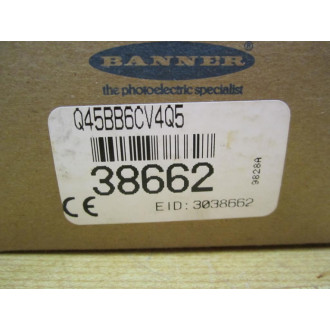 BANNER
the photoelectric specialist
Q45BB6CV4Q5
38662
9828A
CE
EID: 3038662